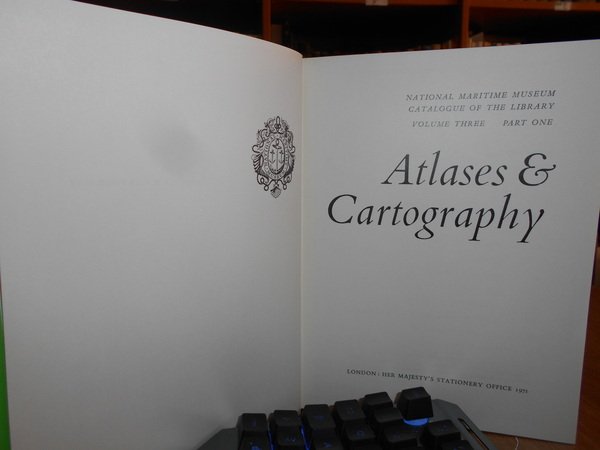 NATIONAL MARITIME MUSEUM
CATALOGUE OF THE LIBRARY
VOLUME THREE PART ONE
Atlases &
Cartography
LONDON: HER MAJESTY'S STATIONERY OFFICE 1971